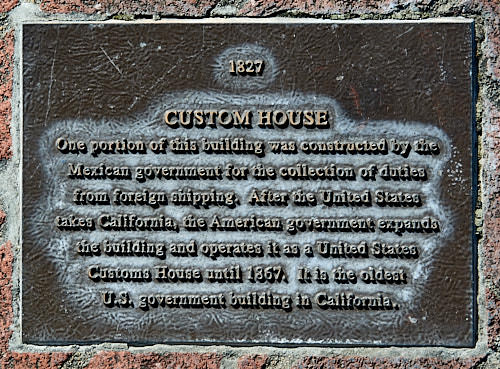 1827
CUSTOM HOUSE
One portion of this building was constructed by the
Mexican government for the collection of duties
from foreign shipping. After the United States
takes California, the American government expands
the building and operates it as a United States
Customs House until 1867. It is the oldest
U.S. government building in California.